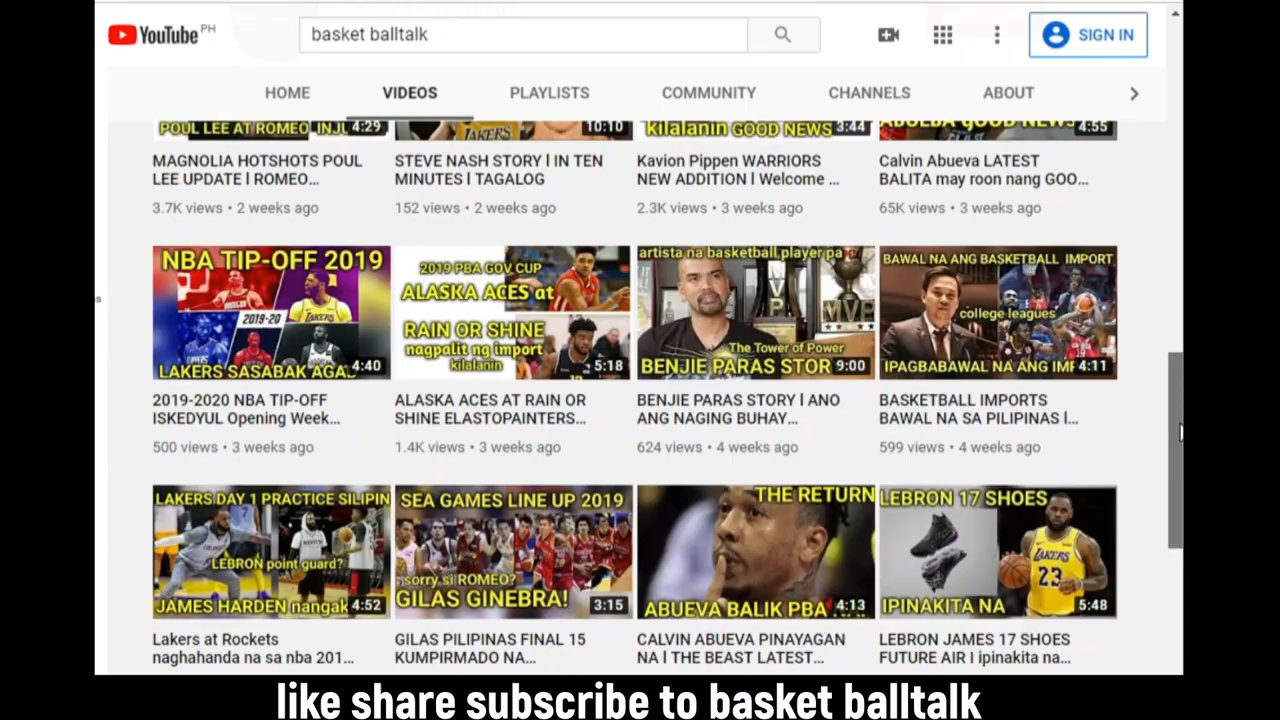 YouTube PH
basket balltalk
SIGN IN
HOME
VIDEOS
PLAYLISTS
COMMUNITY
CHANNELS
ABOUT
POUL LEE AT ROMEO INJU 4:29
LAKERS 10:10
kilalanin GOOD NEWS 3:44
ABUEBA GOOD NEWS 4:55
MAGNOLIA HOTSHOTS POUL
LEE UPDATE l ROMEO...
3.7K views • 2 weeks ago
STEVE NASH STORY l IN TEN
MINUTES l TAGALOG
152 views • 2 weeks ago
Kavion Pippen WARRIORS
NEW ADDITION l Welcome ...
2.3K views • 3 weeks ago
Calvin Abueva LATEST
BALITA may roon nang GOO...
65K views • 3 weeks ago
NBA TIP-OFF 2019
LAKERS
2019-20
CLIPPERS
LAKERS SASABAK AGAD
4:40
2019 PBA GOV CUP
ALASKA ACES at
RAIN OR SHINE
nagpalit ng import
kilalanin
5:18
artista na basketball player pa
MVP
The Tower of Power
BENJIE PARAS STOR
9:00
BAWAL NA ANG BASKETBALL IMPORT
college leagues
IPAGBABAWAL NA ANG IMP
4:11
2019-2020 NBA TIP-OFF
ISKEDYUL Opening Week...
500 views • 3 weeks ago
ALASKA ACES AT RAIN OR
SHINE ELASTOPAINTERS...
1.4K views • 3 weeks ago
BENJIE PARAS STORY l ANO
ANG NAGING BUHAY...
624 views • 4 weeks ago
BASKETBALL IMPORTS
BAWAL NA SA PILIPINAS l...
599 views • 4 weeks ago
LAKERS DAY 1 PRACTICE SILIPIN
LEBRON point guard?
JAMES HARDEN nangak
4:52
SEA GAMES LINE UP 2019
sorry si ROMEO?
GILAS GINEBRA!
3:15
THE RETURN
ABUEVA BALIK PBA
4:13
LEBRON 17 SHOES
LAKERS
23
IPINAKITA NA
5:48
Lakers at Rockets
naghahanda na sa nba 201...
GILAS PILIPINAS FINAL 15
KUMPIRMADO NA...
CALVIN ABUEVA PINAYAGAN
NA l THE BEAST LATEST...
LEBRON JAMES 17 SHOES
FUTURE AIR I ipinakita na...
like share subscribe to basket balltalk